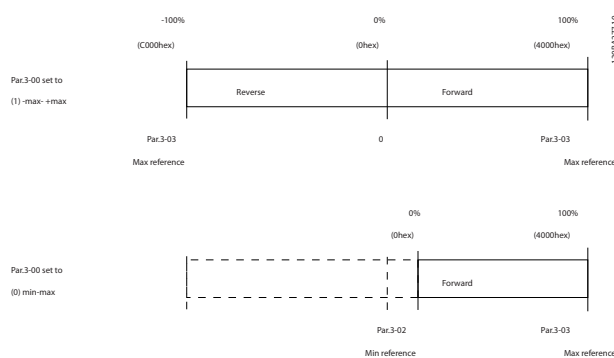 -100% 0% 100%
(C000hex) (0hex) (4000hex)
Par.3-00 set to
(1) -max- +max
Reverse Forward
Par.3-03 0 Par.3-03
Max reference Max reference
0% 100%
(0hex) (4000hex)
Par.3-00 set to
(0) min-max
Forward
Par.3-02 Par.3-03
Min reference Max reference